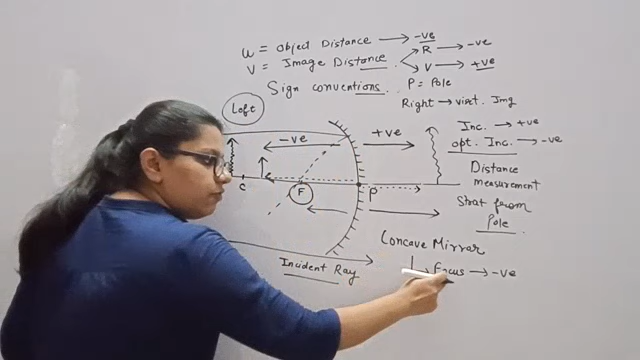 u = Object Distance → -ve
v = Image Distance R → -ve
V → +ve
Sign conventions. P = Pole
Right → virt. Img
Left
-ve +ve
Inc. → +ve
opt. Inc. → -ve
Distance
measurement
Strat from
Pole
C F P
Concave Mirror
Focus → -ve
Incident Ray